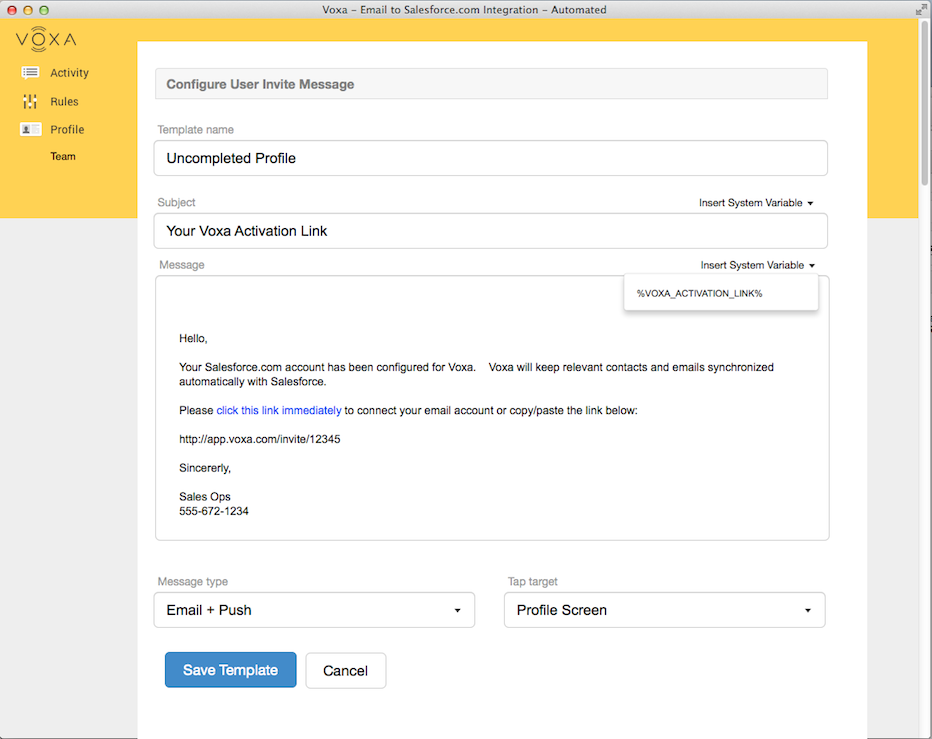 Voxa – Email to Salesforce.com Integration – Automated
VOXA
Activity
Rules
Profile
Team
Configure User Invite Message
Template name
Uncompleted Profile
Subject
Insert System Variable
Your Voxa Activation Link
Message
Insert System Variable
%VOXA_ACTIVATION_LINK%
Hello,
Your Salesforce.com account has been configured for Voxa. Voxa will keep relevant contacts and emails synchronized
automatically with Salesforce.
Please click this link immediately to connect your email account or copy/paste the link below:
http://app.voxa.com/invite/12345
Sincererly,
Sales Ops
555-672-1234
Message type
Tap target
Email + Push
Profile Screen
Save Template
Cancel